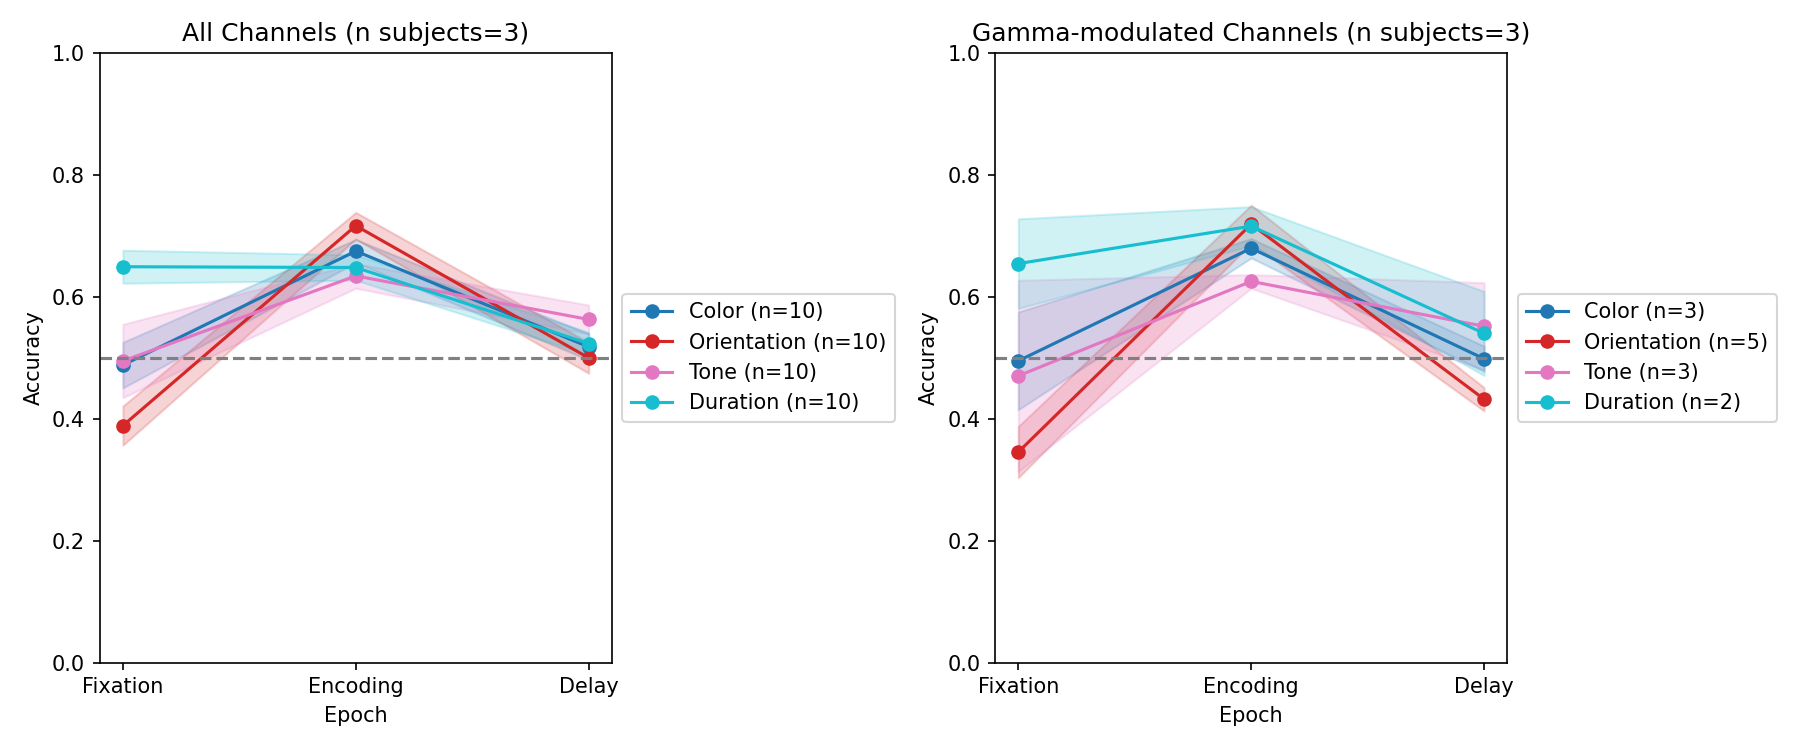 All Channels (n subjects=3)
1.0
0.8
0.6
0.4
0.2
0.0
Accuracy
Fixation
Encoding
Delay
Epoch
Color (n=10)
Orientation (n=10)
Tone (n=10)
Duration (n=10)
Gamma-modulated Channels (n subjects=3)
1.0
0.8
0.6
0.4
0.2
0.0
Accuracy
Fixation
Encoding
Delay
Epoch
Color (n=3)
Orientation (n=5)
Tone (n=3)
Duration (n=2)